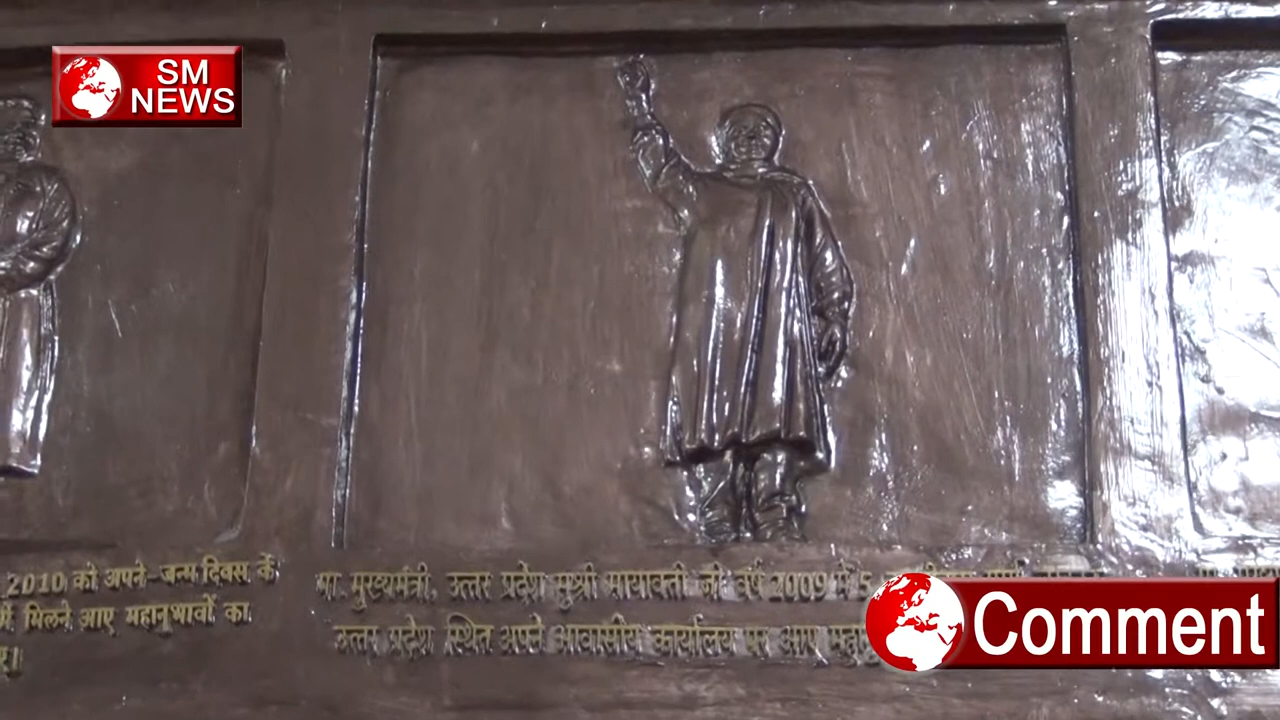 SM
NEWS
2010 को अपने जन्म दिवस के
मिलने आए महानुभावों का
मा. मुख्यमंत्री, उत्तर प्रदेश सुश्री मायावती जी वर्ष 2009 में 5
उत्तर प्रदेश स्थित अपने आवासीय कार्यालय पर आए
Comment